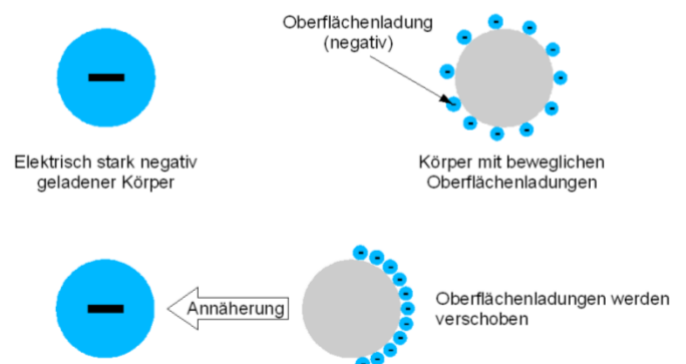 Oberflächenladung
(negativ)
Elektrisch stark negativ
geladener Körper
Körper mit beweglichen
Oberflächenladungen
Annäherung
Oberflächenladungen werden
verschoben